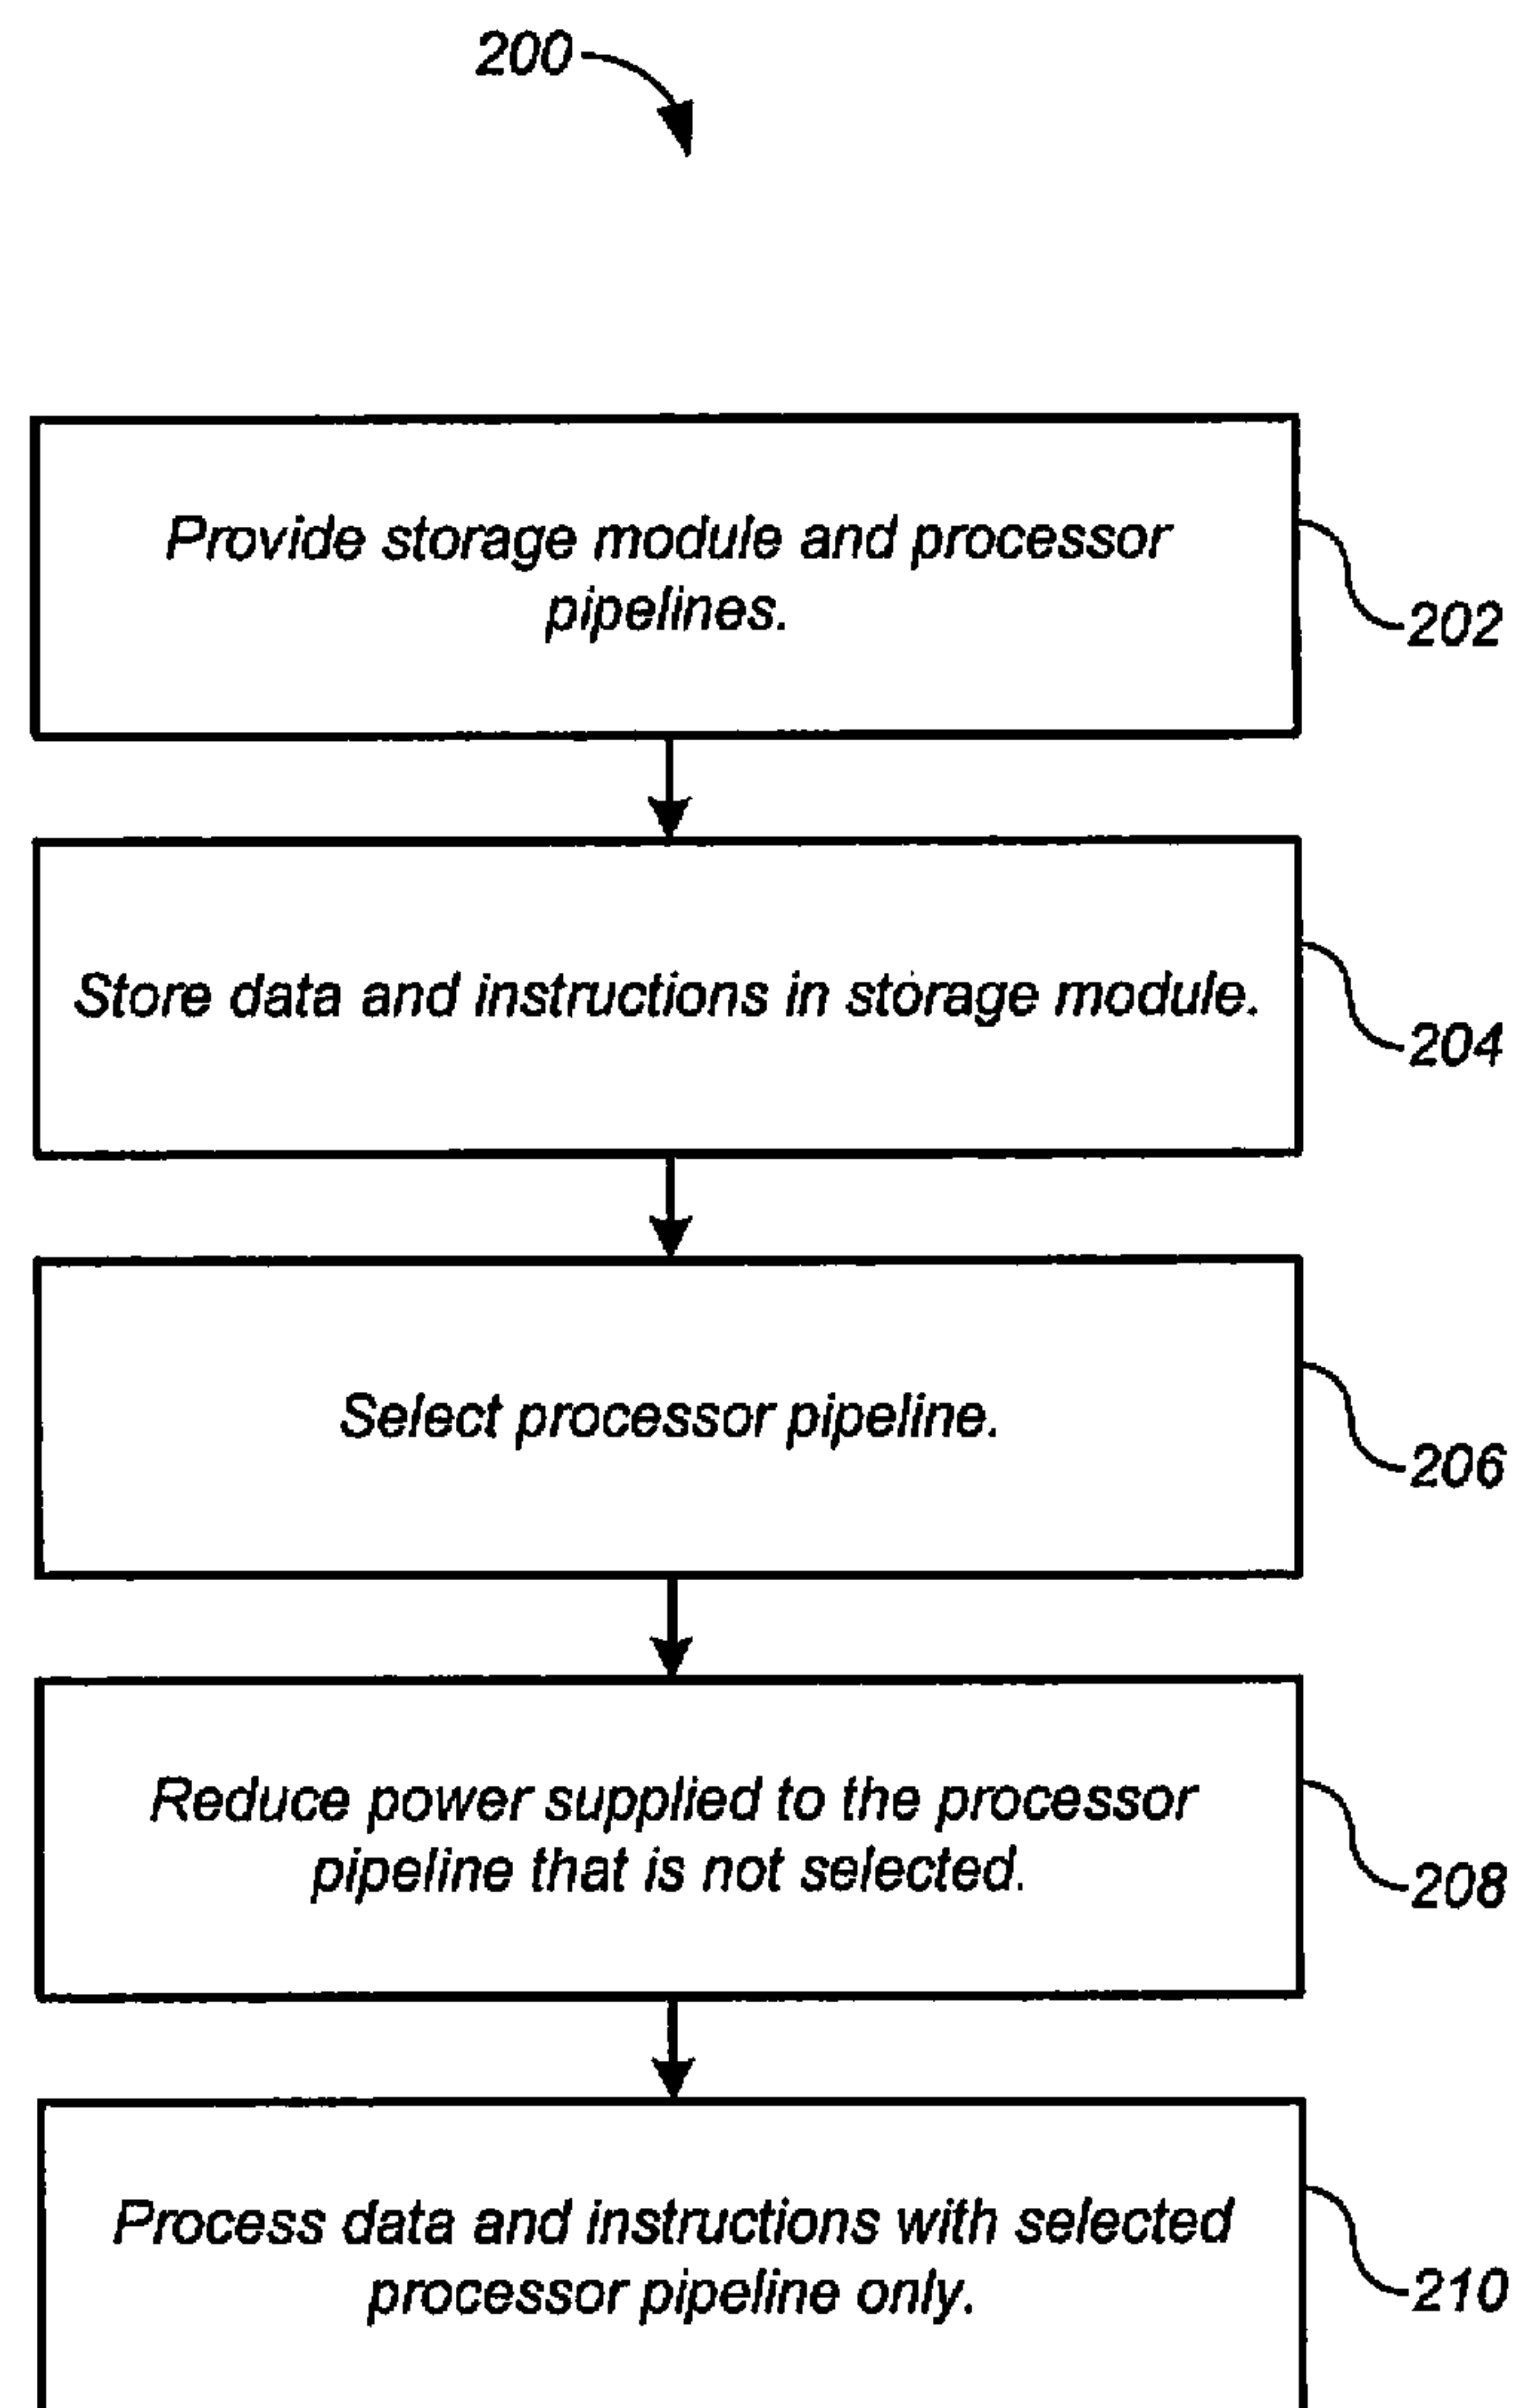 200
Provide storage module and processor
pipelines.
202
Store data and instructions in storage module.
204
Select processor pipeline.
206
Reduce power supplied to the processor
pipeline that is not selected.
208
Process data and instructions with selected
processor pipeline only.
210